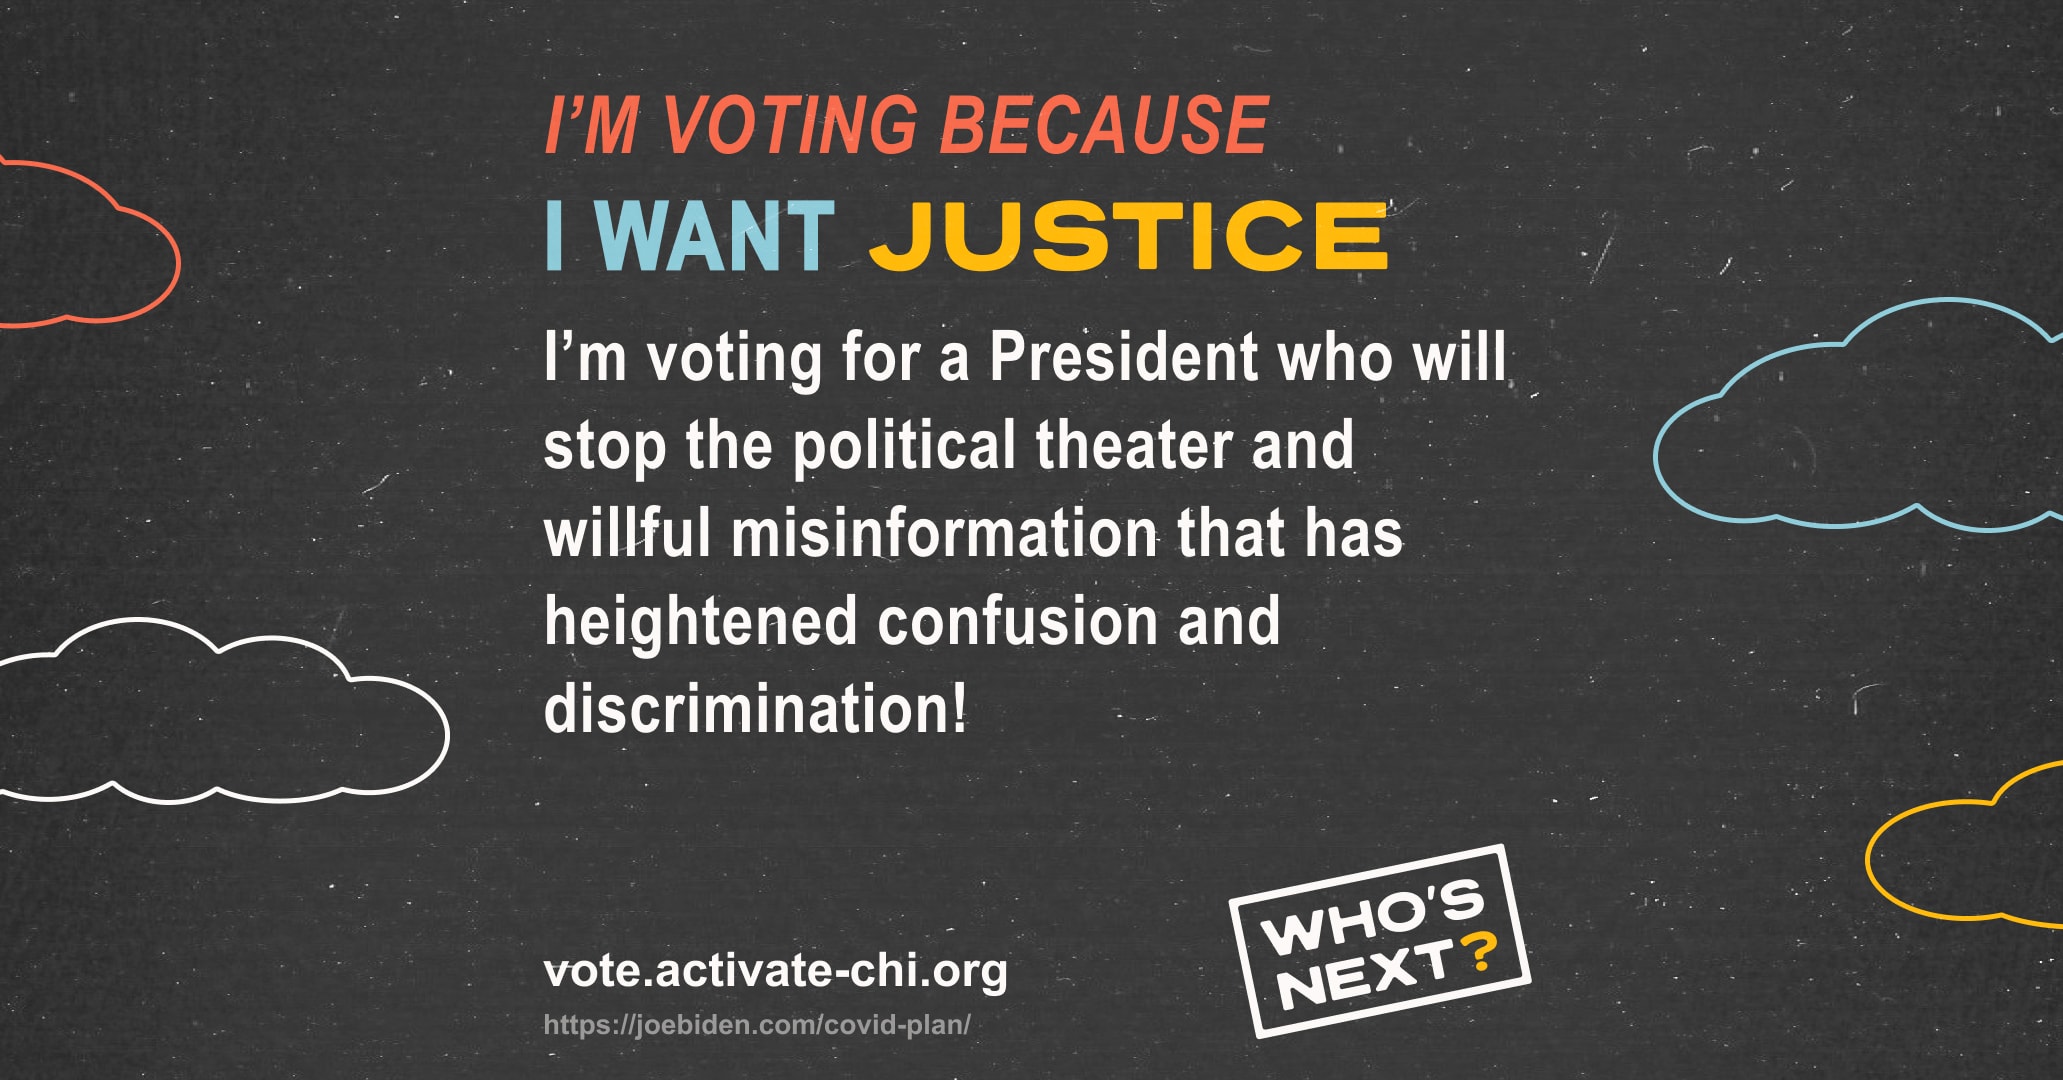 I’M VOTING BECAUSE
I WANT JUSTICE
I’m voting for a President who will
stop the political theater and
willful misinformation that has
heightened confusion and
discrimination!
WHO’S
NEXT?
vote.activate-chi.org
https://joebiden.com/covid-plan/